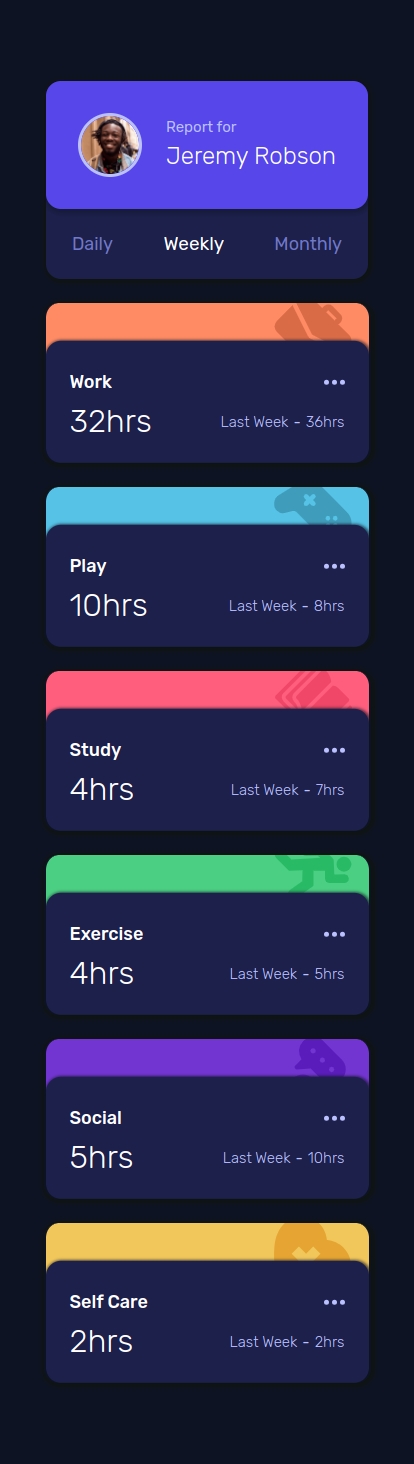 Report for
Jeremy Robson
Daily Weekly Monthly
Work
32hrs Last Week - 36hrs
Play
10hrs Last Week - 8hrs
Study
4hrs Last Week - 7hrs
Exercise
4hrs Last Week - 5hrs
Social
5hrs Last Week - 10hrs
Self Care
2hrs Last Week - 2hrs